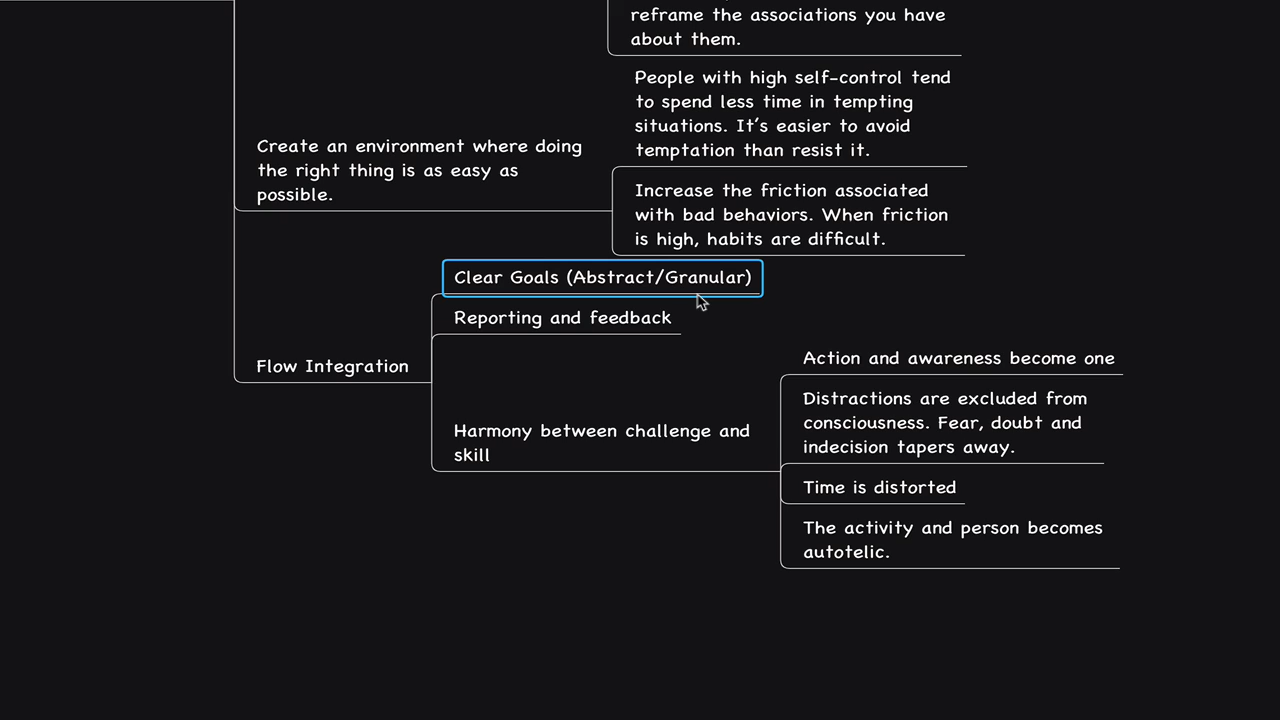 reframe the associations you have
about them.
People with high self-control tend
to spend less time in tempting
situations. It's easier to avoid
temptation than resist it.
Create an environment where doing
the right thing is as easy as
possible.
Increase the friction associated
with bad behaviors. When friction
is high, habits are difficult.
Clear Goals (Abstract/Granular)
Reporting and feedback
Flow Integration
Action and awareness become one
Distractions are excluded from
consciousness. Fear, doubt and
indecision tapers away.
Harmony between challenge and
skill
Time is distorted
The activity and person becomes
autotelic.